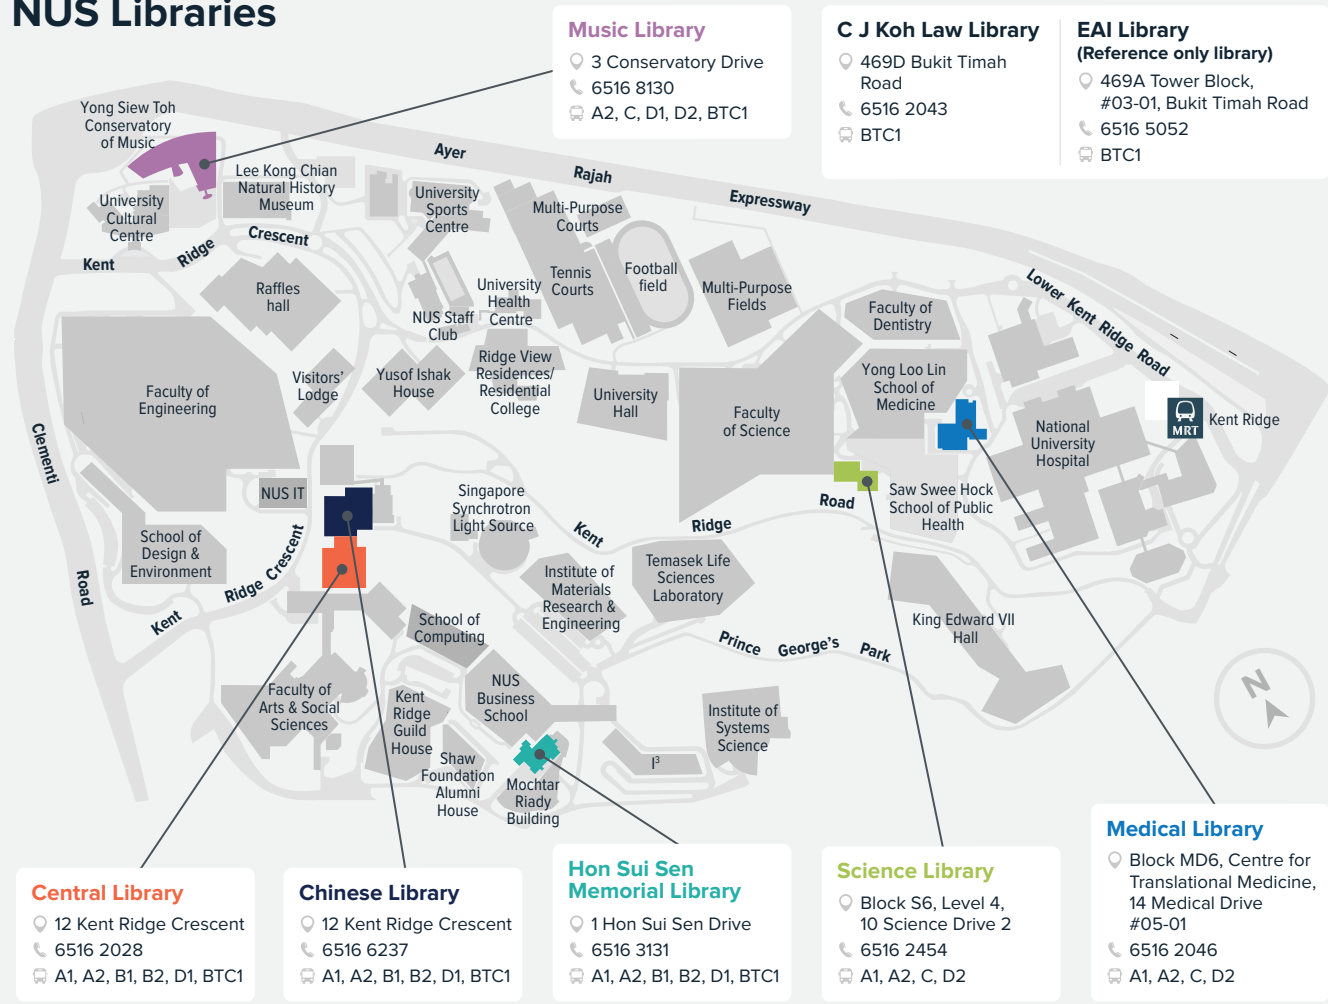 NUS Libraries
Music Library
3 Conservatory Drive
6516 8130
A2, C, D1, D2, BTC1
C J Koh Law Library
469D Bukit Timah
Road
6516 2043
BTC1
EAI Library
(Reference only library)
469A Tower Block,
#03-01, Bukit Timah Road
6516 5052
BTC1
Yong Siew Toh
Conservatory
of Music
Lee Kong Chian
Natural History
Museum
University
Cultural
Centre
Kent Ridge Crescent
Ayer Rajah Expressway
University
Sports
Centre
Multi-Purpose
Courts
Tennis
Courts
Football
field
Multi-Purpose
Fields
Raffles
hall
NUS Staff
Club
University
Health
Centre
Faculty of
Dentistry
Lower Kent Ridge Road
Faculty of
Engineering
Visitors'
Lodge
Yusof Ishak
House
Ridge View
Residences/
Residential
College
University
Hall
Faculty
of Science
Yong Loo Lin
School of
Medicine
National
University
Hospital
MRT
Kent Ridge
Clementi Road
NUS IT
School of
Design &
Environment
Kent Ridge Crescent
Singapore
Synchrotron
Light Source
Kent Ridge Road
Saw Swee Hock
School of Public
Health
Institute of
Materials
Research &
Engineering
Temasek Life
Sciences
Laboratory
School of
Computing
King Edward VII
Hall
Prince George's Park
Faculty of
Arts & Social
Sciences
Kent
Ridge
Guild
House
NUS
Business
School
Shaw
Foundation
Alumni
House
Mochtar
Riady
Building
I³
Institute of
Systems
Science
N
Central Library
12 Kent Ridge Crescent
6516 2028
A1, A2, B1, B2, D1, BTC1
Chinese Library
12 Kent Ridge Crescent
6516 6237
A1, A2, B1, B2, D1, BTC1
Hon Sui Sen
Memorial Library
1 Hon Sui Sen Drive
6516 3131
A1, A2, B1, B2, D1, BTC1
Science Library
Block S6, Level 4,
10 Science Drive 2
6516 2454
A1, A2, C, D2
Medical Library
Block MD6, Centre for
Translational Medicine,
14 Medical Drive
#05-01
6516 2046
A1, A2, C, D2